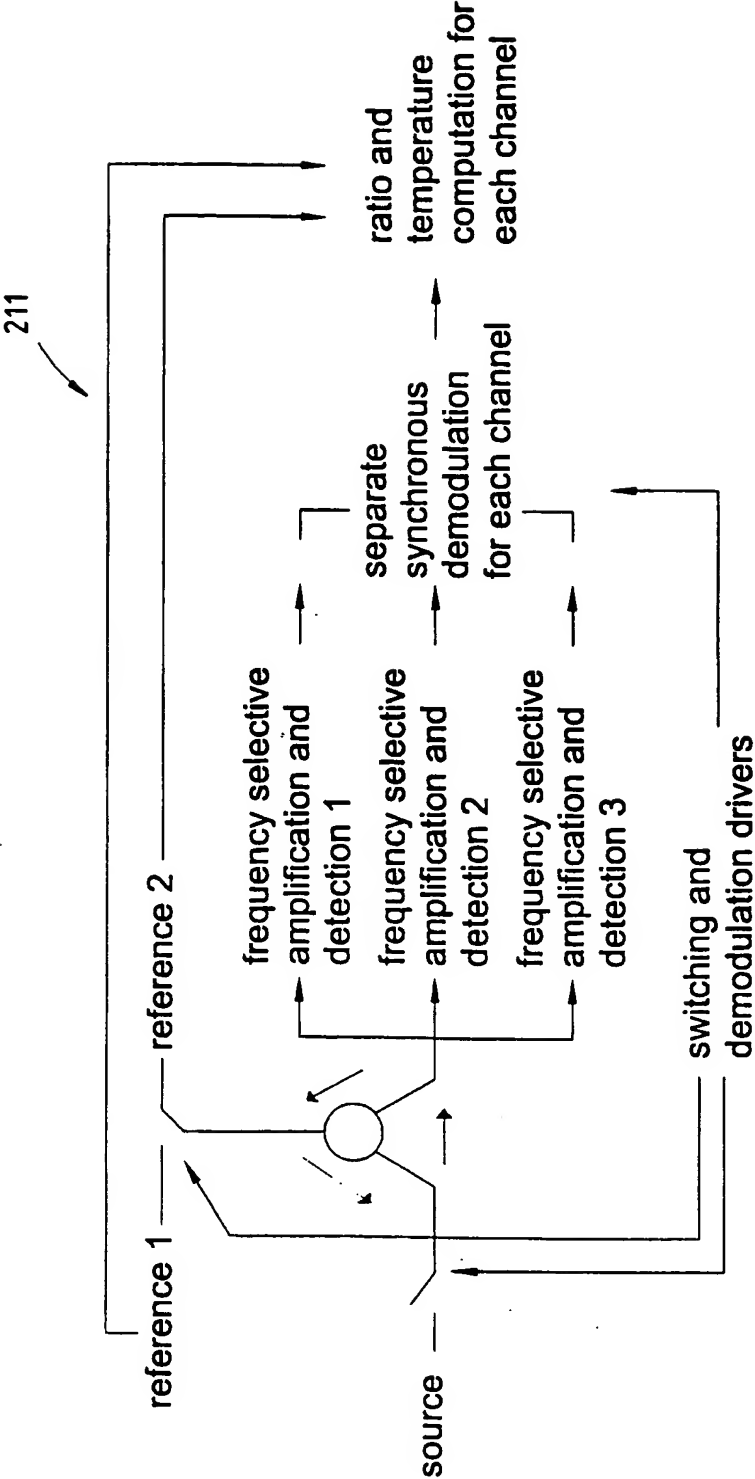 211
reference 1
reference 2
source
frequency selective
amplification and
detection 1
frequency selective
amplification and
detection 2
frequency selective
amplification and
detection 3
separate
synchronous
demodulation
for each channel
ratio and
temperature
computation for
each channel
switching and
demodulation drivers